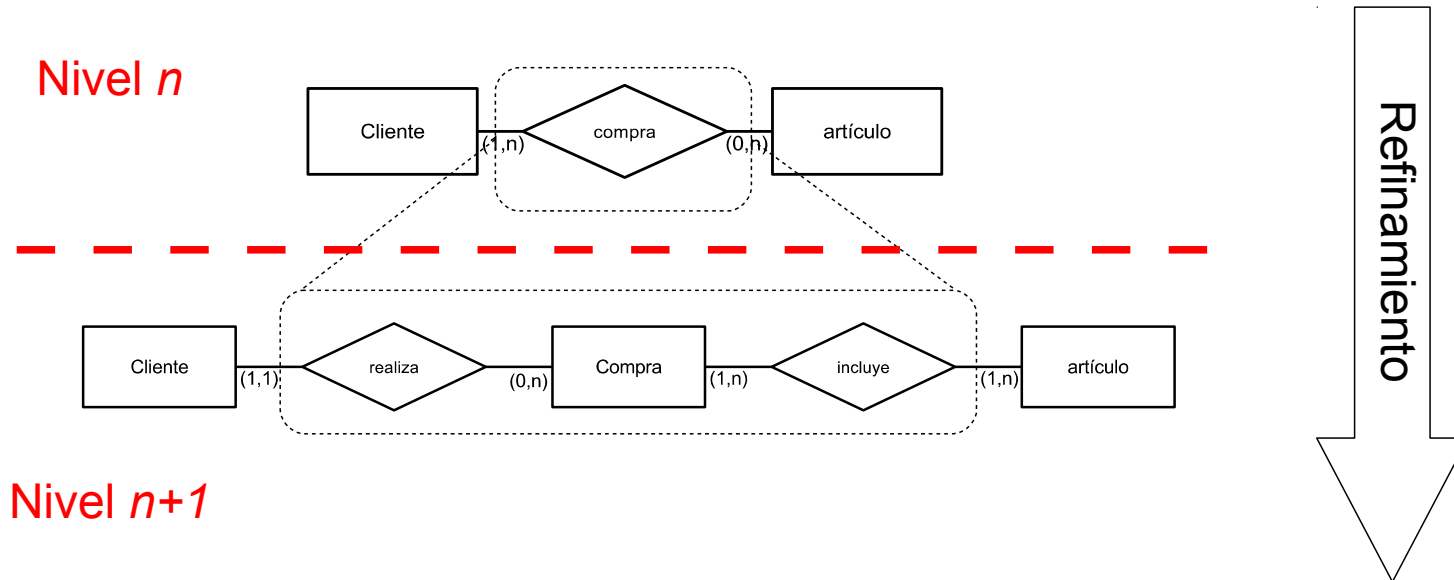 Nivel n
Cliente
(1,n)
compra
(0,n)
artículo
Cliente
(1,1)
realiza
(0,n)
Compra
(1,n)
incluye
(1,n)
artículo
Nivel n+1
Refinamiento